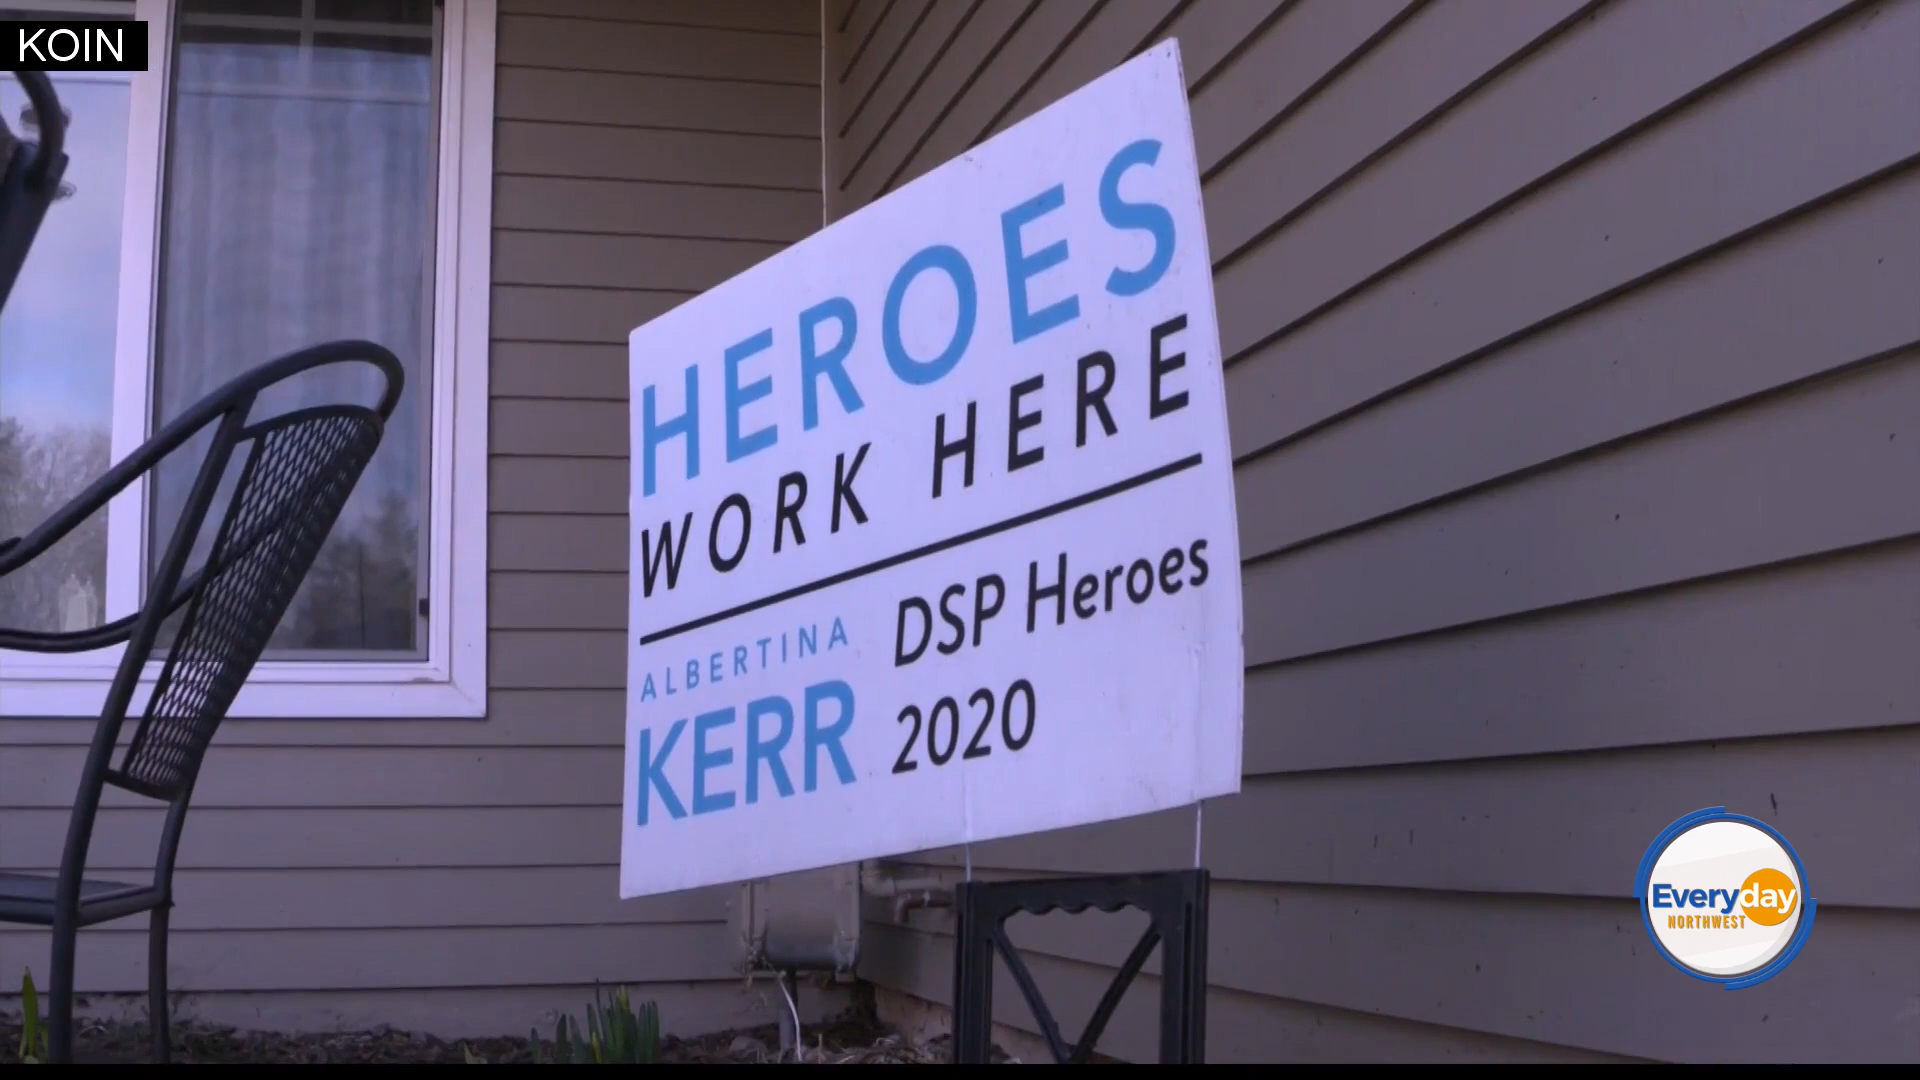 KOIN
HEROES
WORK HERE
ALBERTINA
KERR
DSP Heroes
2020
Everyday
NORTHWEST